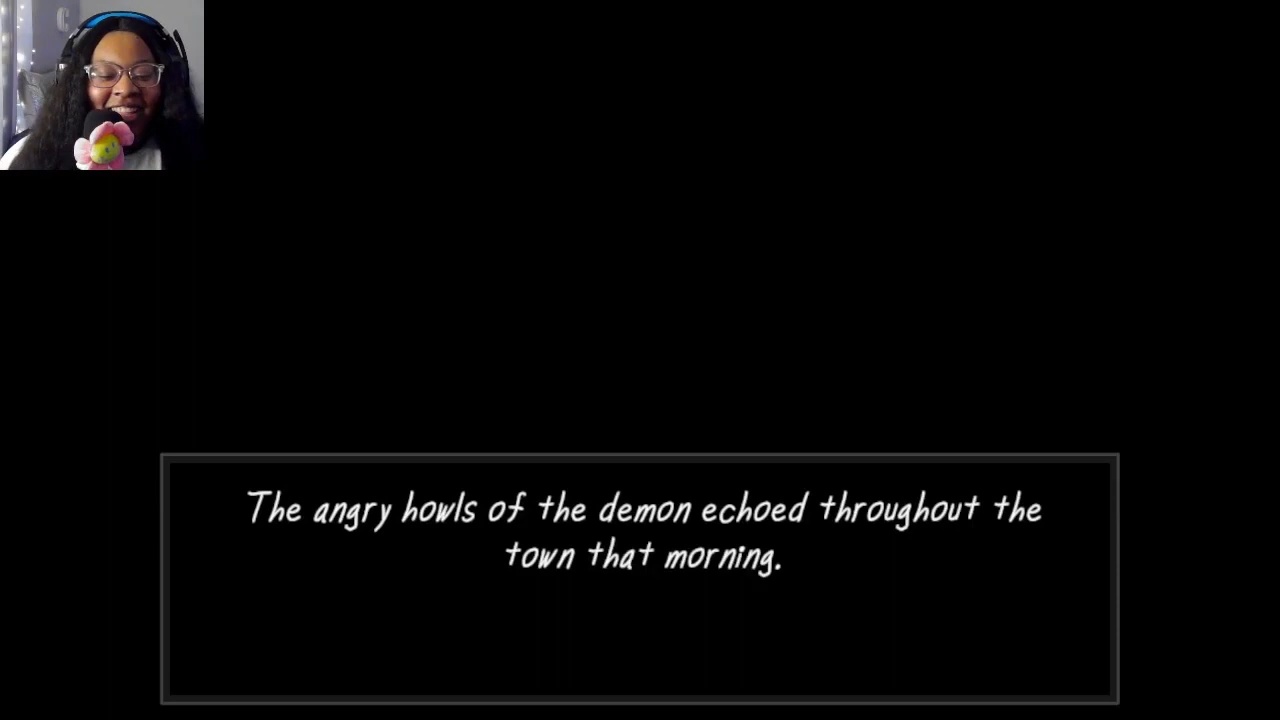 The angry howls of the demon echoed throughout the
town that morning.